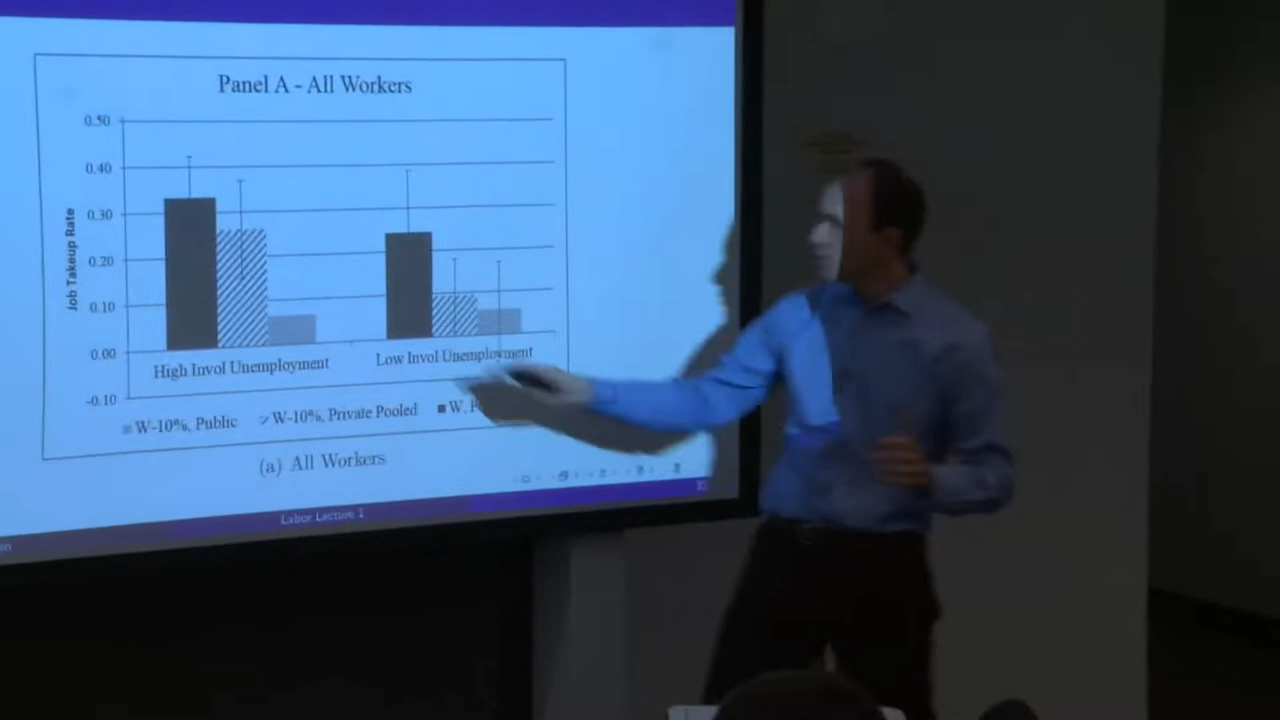 Panel A - All Workers
0.50
0.40
0.30
0.20
0.10
0.00
-0.10
Job Takeup Rate
High Invol Unemployment
Low Invol Unemployment
W-10%, Public
W-10%, Private Pooled
W,
(a) All Workers
Labor Lecture 1